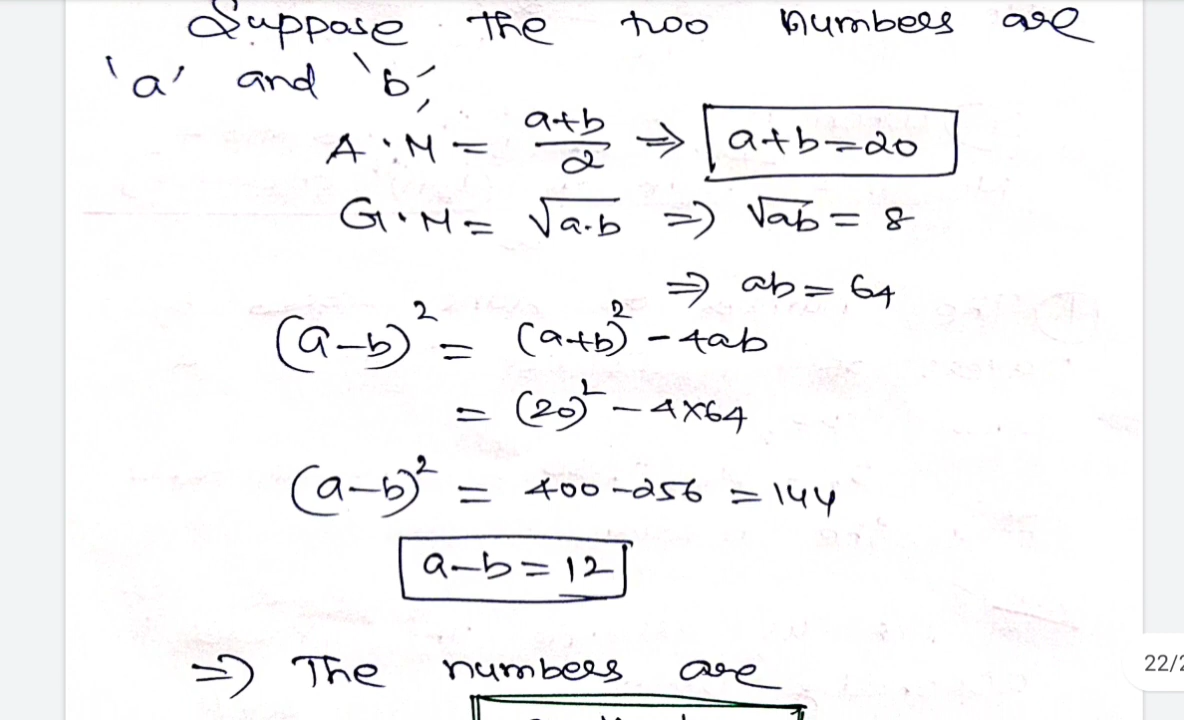 Suppose the two numbers are
'a' and 'b',
A.M = a+b/2 ⇒ a+b=20
G.M = √a.b ⇒ √ab = 8
⇒ ab = 64
(a-b)² = (a+b)² - 4ab
= (20)² - 4×64
(a-b)² = 400-256 = 144
a-b = 12
⇒ The numbers are
22/2